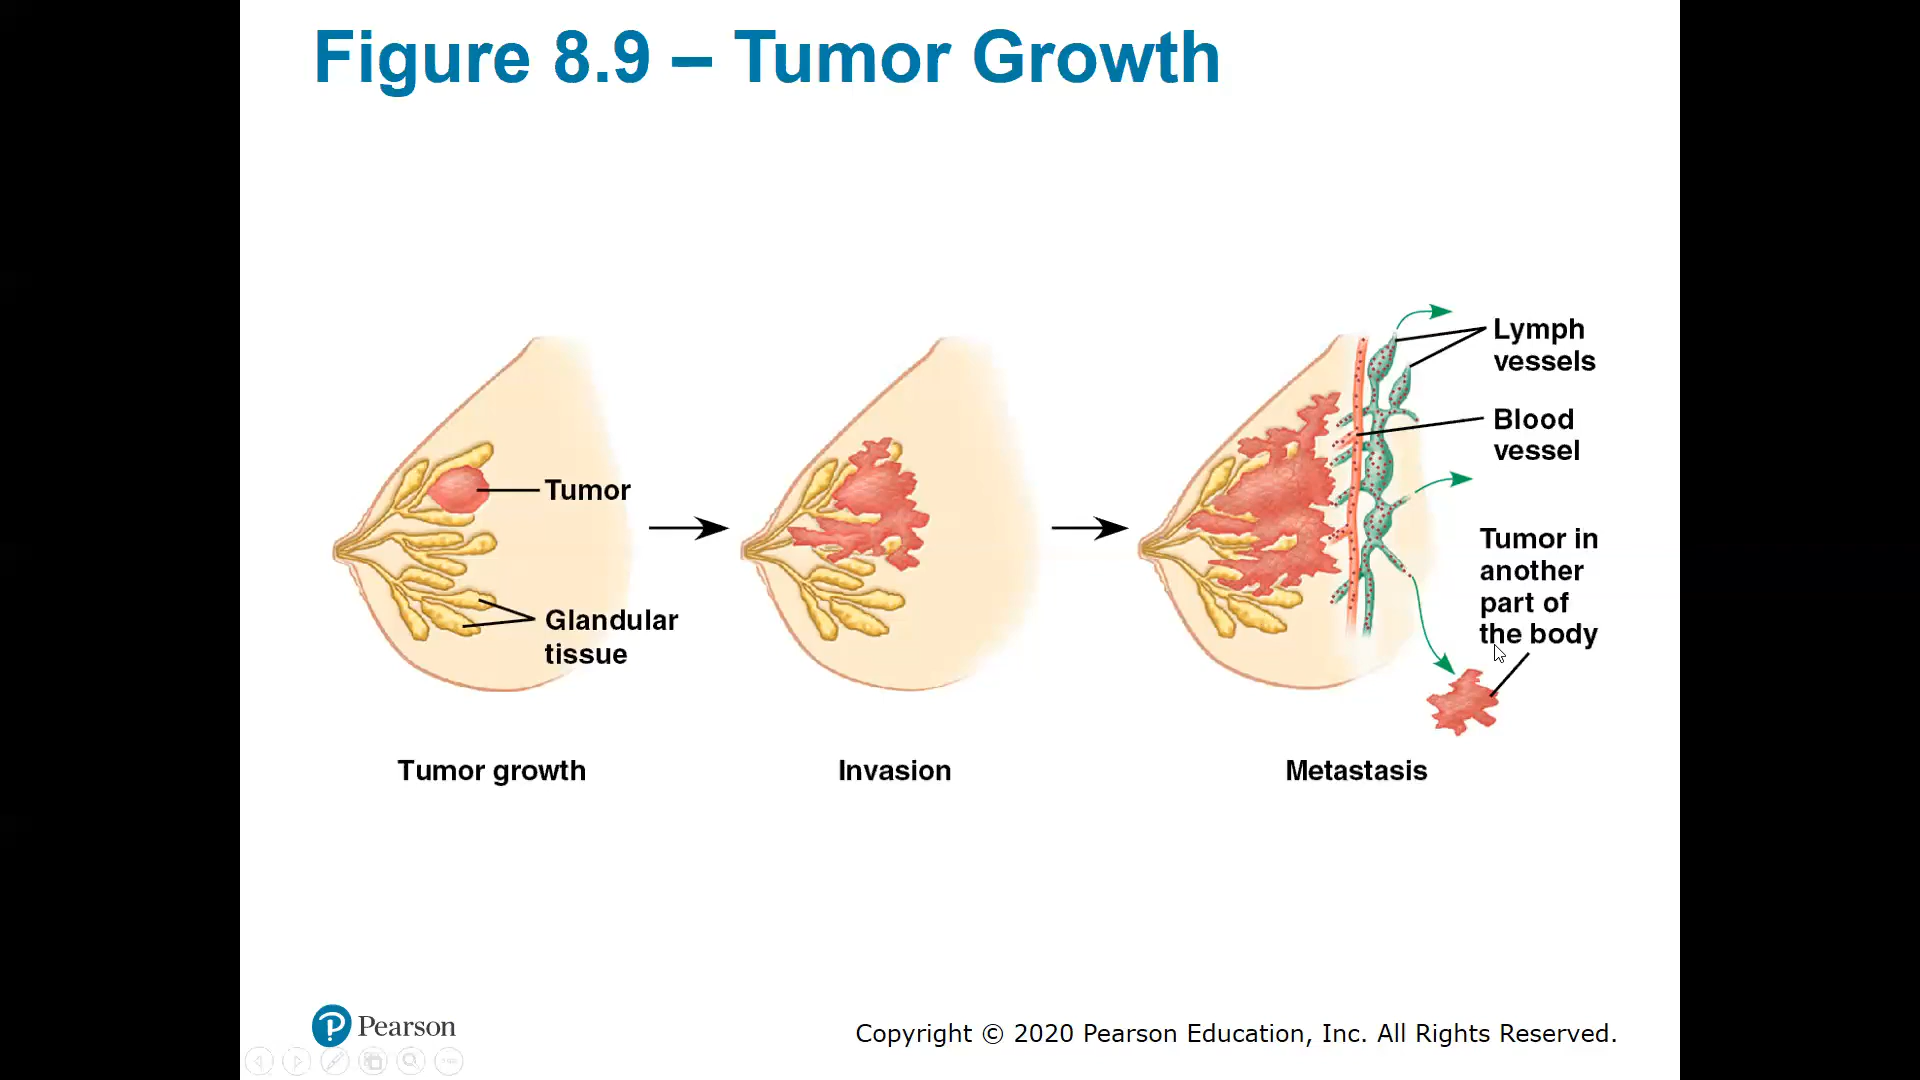 Figure 8.9 – Tumor Growth
Tumor
Glandular
tissue
Lymph
vessels
Blood
vessel
Tumor in
another
part of
the body
Tumor growth
Invasion
Metastasis
Pearson
Copyright © 2020 Pearson Education, Inc. All Rights Reserved.